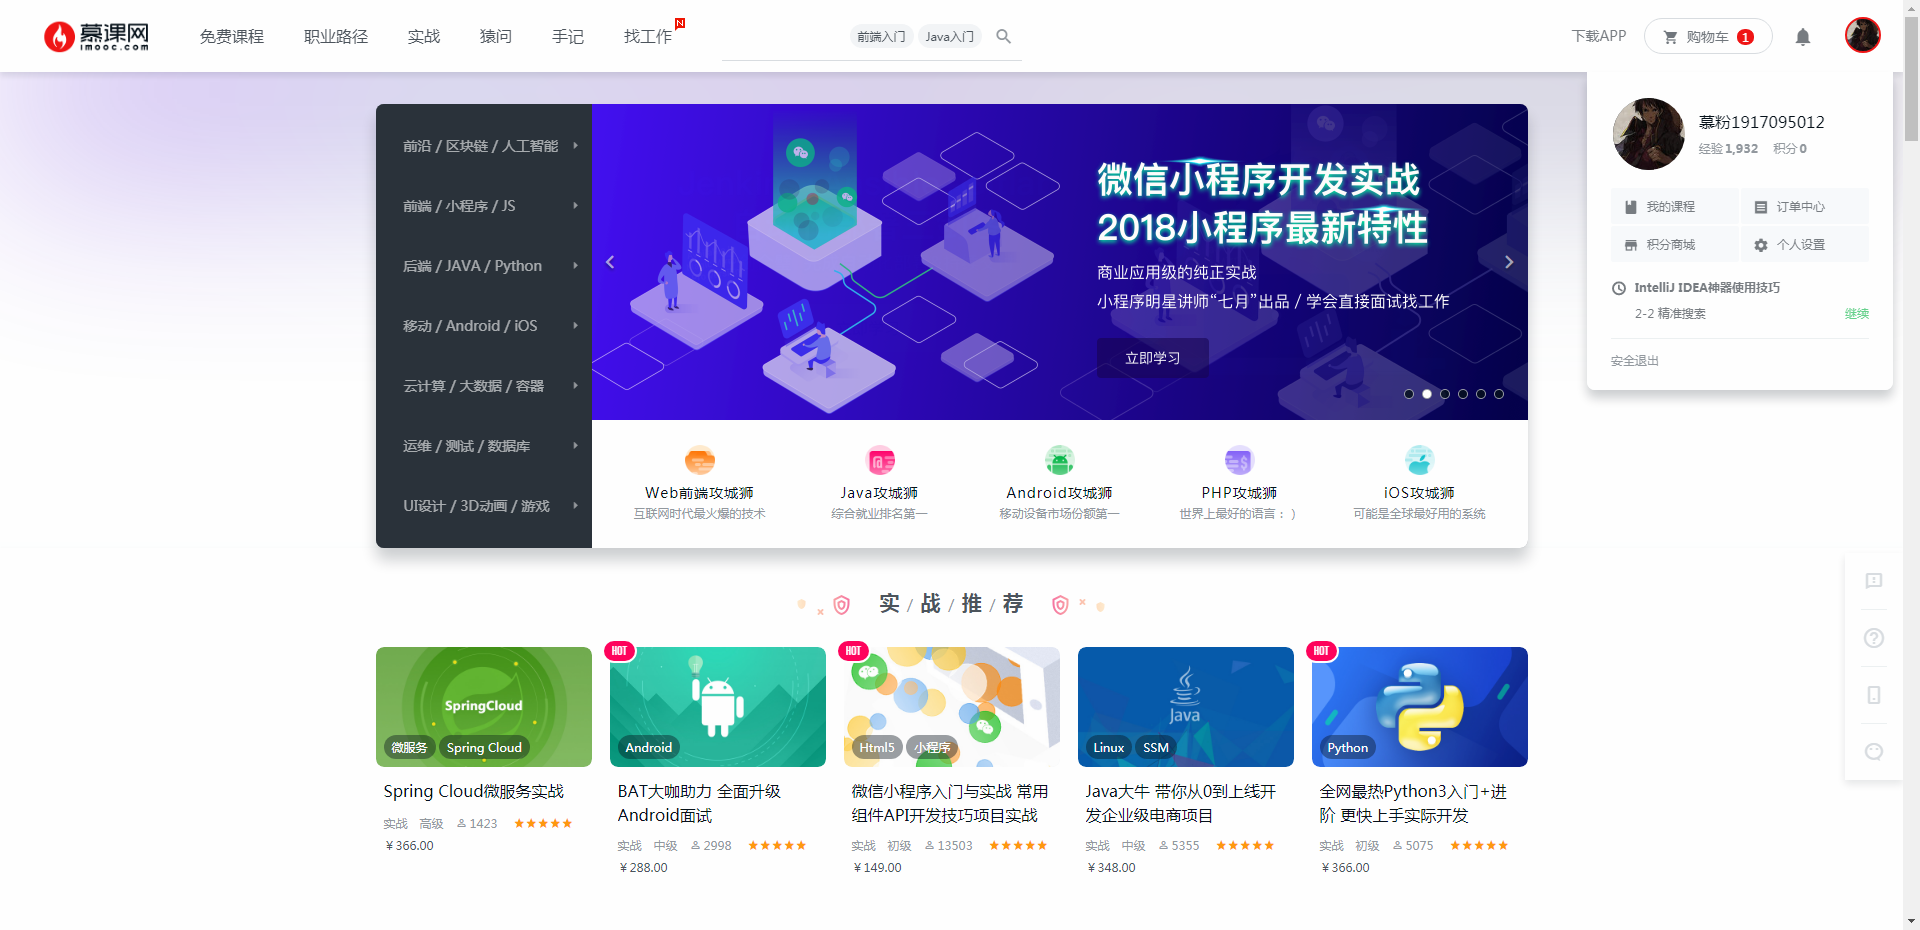 慕课网
imooc.com
免费课程 职业路径 实战 猿问 手记 找工作 N
前端入门 Java入门
下载APP 购物车 1
慕粉1917095012
经验1,932 积分0
我的课程 订单中心
积分商城 个人设置
IntelliJ IDEA神器使用技巧
2-2 精准搜索 继续
安全退出
前沿 / 区块链 / 人工智能
前端 / 小程序 / JS
后端 / JAVA / Python
移动 / Android / iOS
云计算 / 大数据 / 容器
运维 / 测试 / 数据库
UI设计 / 3D动画 / 游戏
微信小程序开发实战
2018小程序最新特性
商业应用级的纯正实战
小程序明星讲师“七月”出品 / 学会直接面试找工作
立即学习
Web前端攻城狮
互联网时代最火爆的技术
Java攻城狮
综合就业排名第一
Android攻城狮
移动设备市场份额第一
PHP攻城狮
世界上最好的语言：）
iOS攻城狮
可能是全球最好用的系统
实 / 战 / 推 / 荐
SpringCloud
微服务 Spring Cloud
Spring Cloud微服务实战
实战 高级 1423
￥366.00
HOT
Android
BAT大咖助力 全面升级
Android面试
实战 中级 2998
￥288.00
HOT
Html5 小程序
微信小程序入门与实战 常用
组件API开发技巧项目实战
实战 初级 13503
￥149.00
Java
Linux SSM
Java大牛 带你从0到上线开
发企业级电商项目
实战 中级 5355
￥348.00
HOT
Python
全网最热Python3入门+进
阶 更快上手实际开发
实战 初级 5075
￥366.00